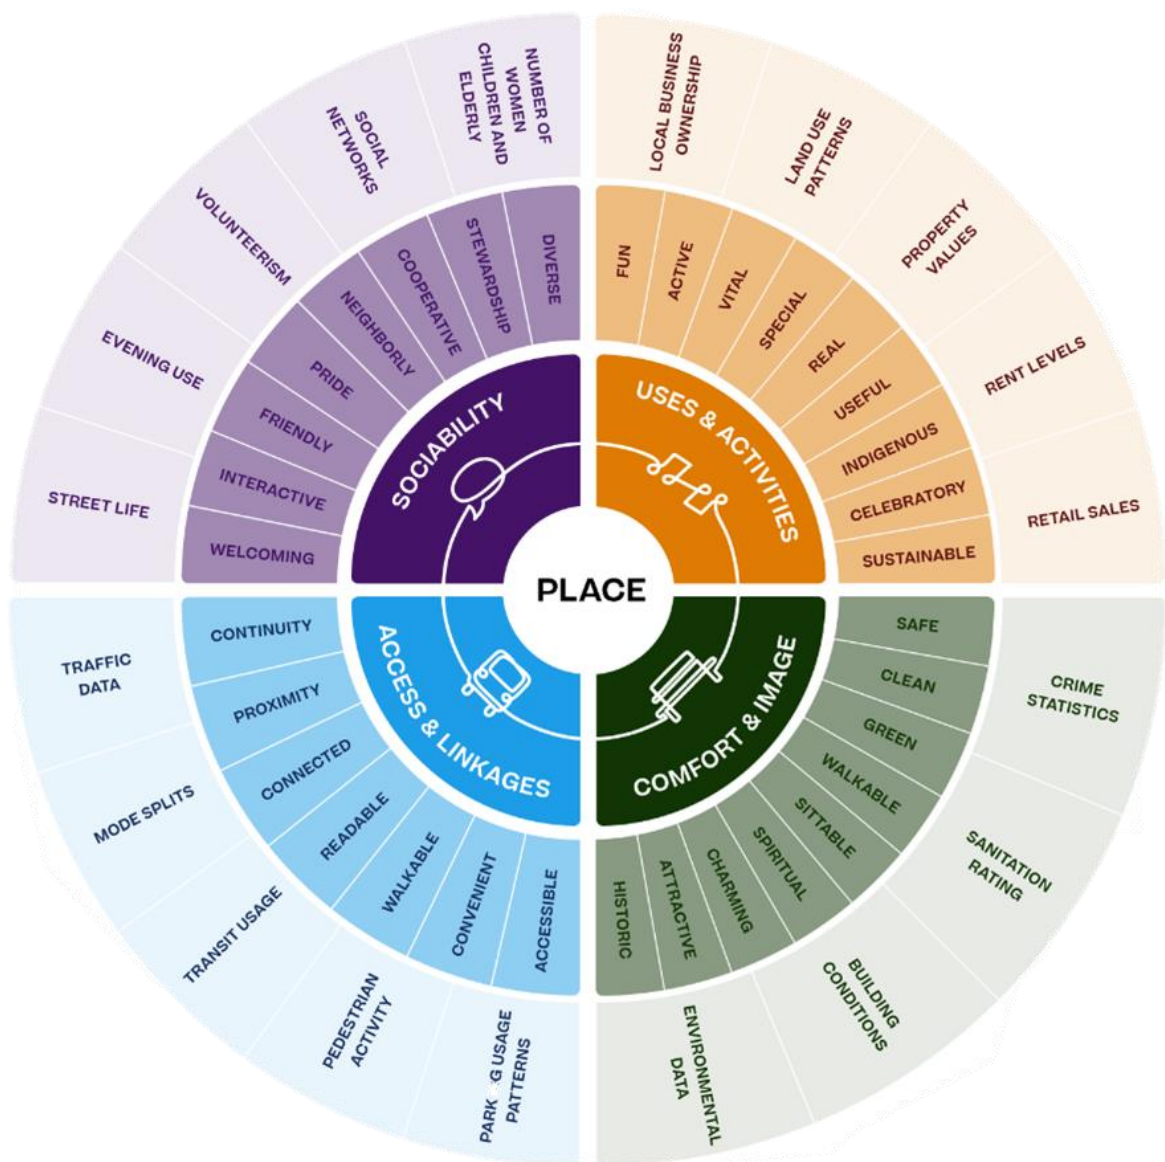 PLACE
SOCIABILITY
USES & ACTIVITIES
ACCESS & LINKAGES
COMFORT & IMAGE
WELCOMING
INTERACTIVE
FRIENDLY
PRIDE
NEIGHBORLY
COOPERATIVE
STEWARDSHIP
DIVERSE
STREET LIFE
EVENING USE
VOLUNTEERISM
SOCIAL
NETWORKS
NUMBER OF
WOMEN
CHILDREN AND
ELDERLY
FUN
ACTIVE
VITAL
SPECIAL
REAL
USEFUL
INDIGENOUS
CELEBRATORY
SUSTAINABLE
LOCAL BUSINESS
OWNERSHIP
LAND USE
PATTERNS
PROPERTY
VALUES
RENT LEVELS
RETAIL SALES
SAFE
CLEAN
GREEN
WALKABLE
SITTABLE
SPIRITUAL
CHARMING
ATTRACTIVE
HISTORIC
CRIME
STATISTICS
SANITATION
RATING
BUILDING
CONDITIONS
ENVIRONMENTAL
DATA
CONTINUITY
PROXIMITY
CONNECTED
READABLE
WALKABLE
CONVENIENT
ACCESSIBLE
TRAFFIC
DATA
MODE SPLITS
TRANSIT USAGE
PEDESTRIAN
ACTIVITY
USAGE
PATTERNS